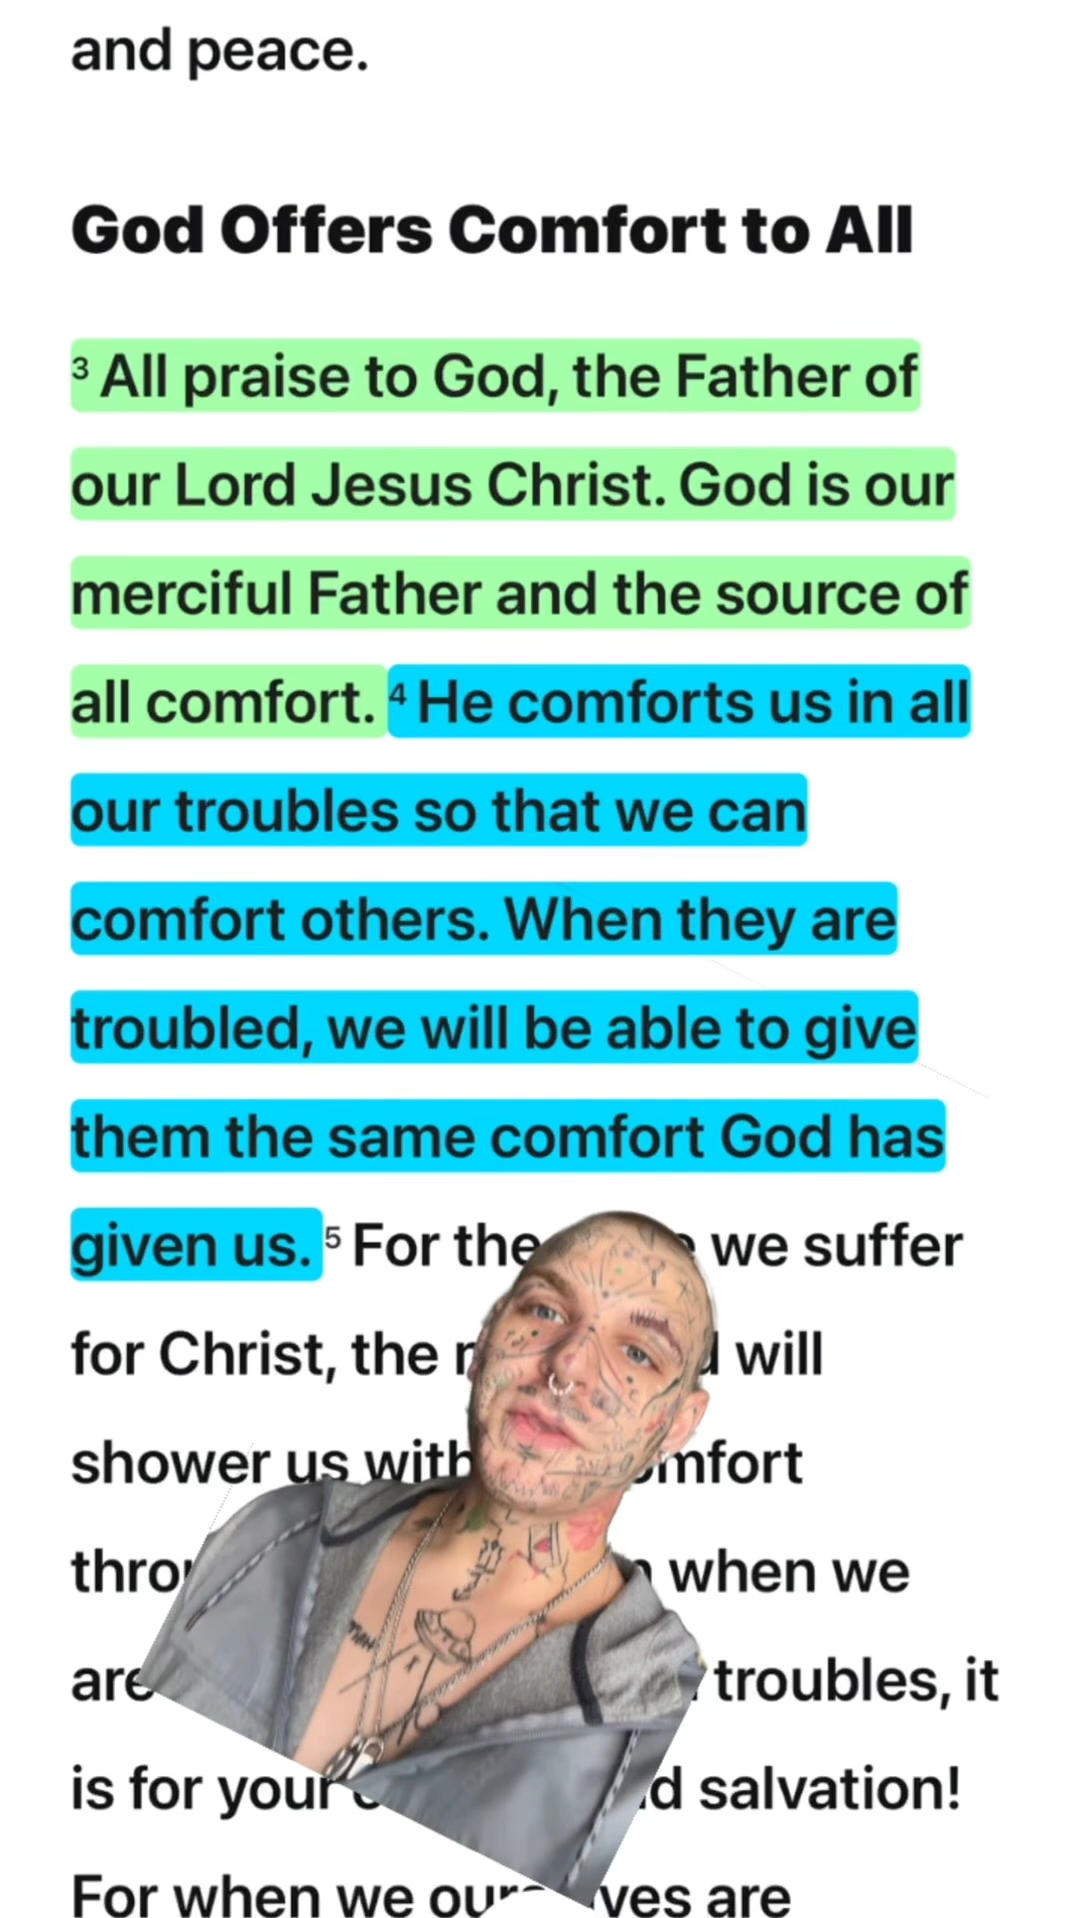 and peace.
God Offers Comfort to All
3 All praise to God, the Father of
our Lord Jesus Christ. God is our
merciful Father and the source of
all comfort. 4 He comforts us in all
our troubles so that we can
comfort others. When they are
troubled, we will be able to give
them the same comfort God has
given us. 5 For the we suffer
for Christ, the will
shower us with
when we
are troubles, it
is for your salvation!
For when we are